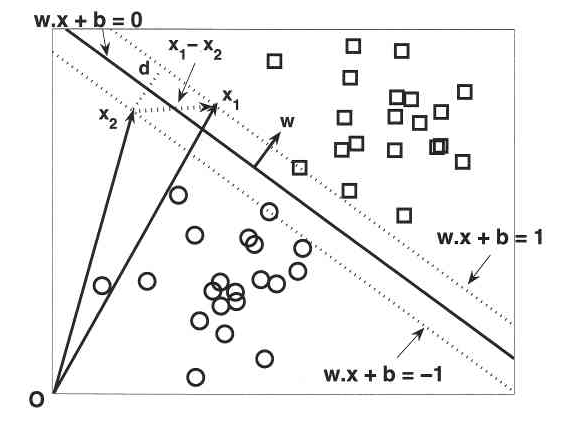 w.x + b = 0
x₁− x₂
d
x₁
x₂
w
w.x + b = 1
w.x + b = −1
O